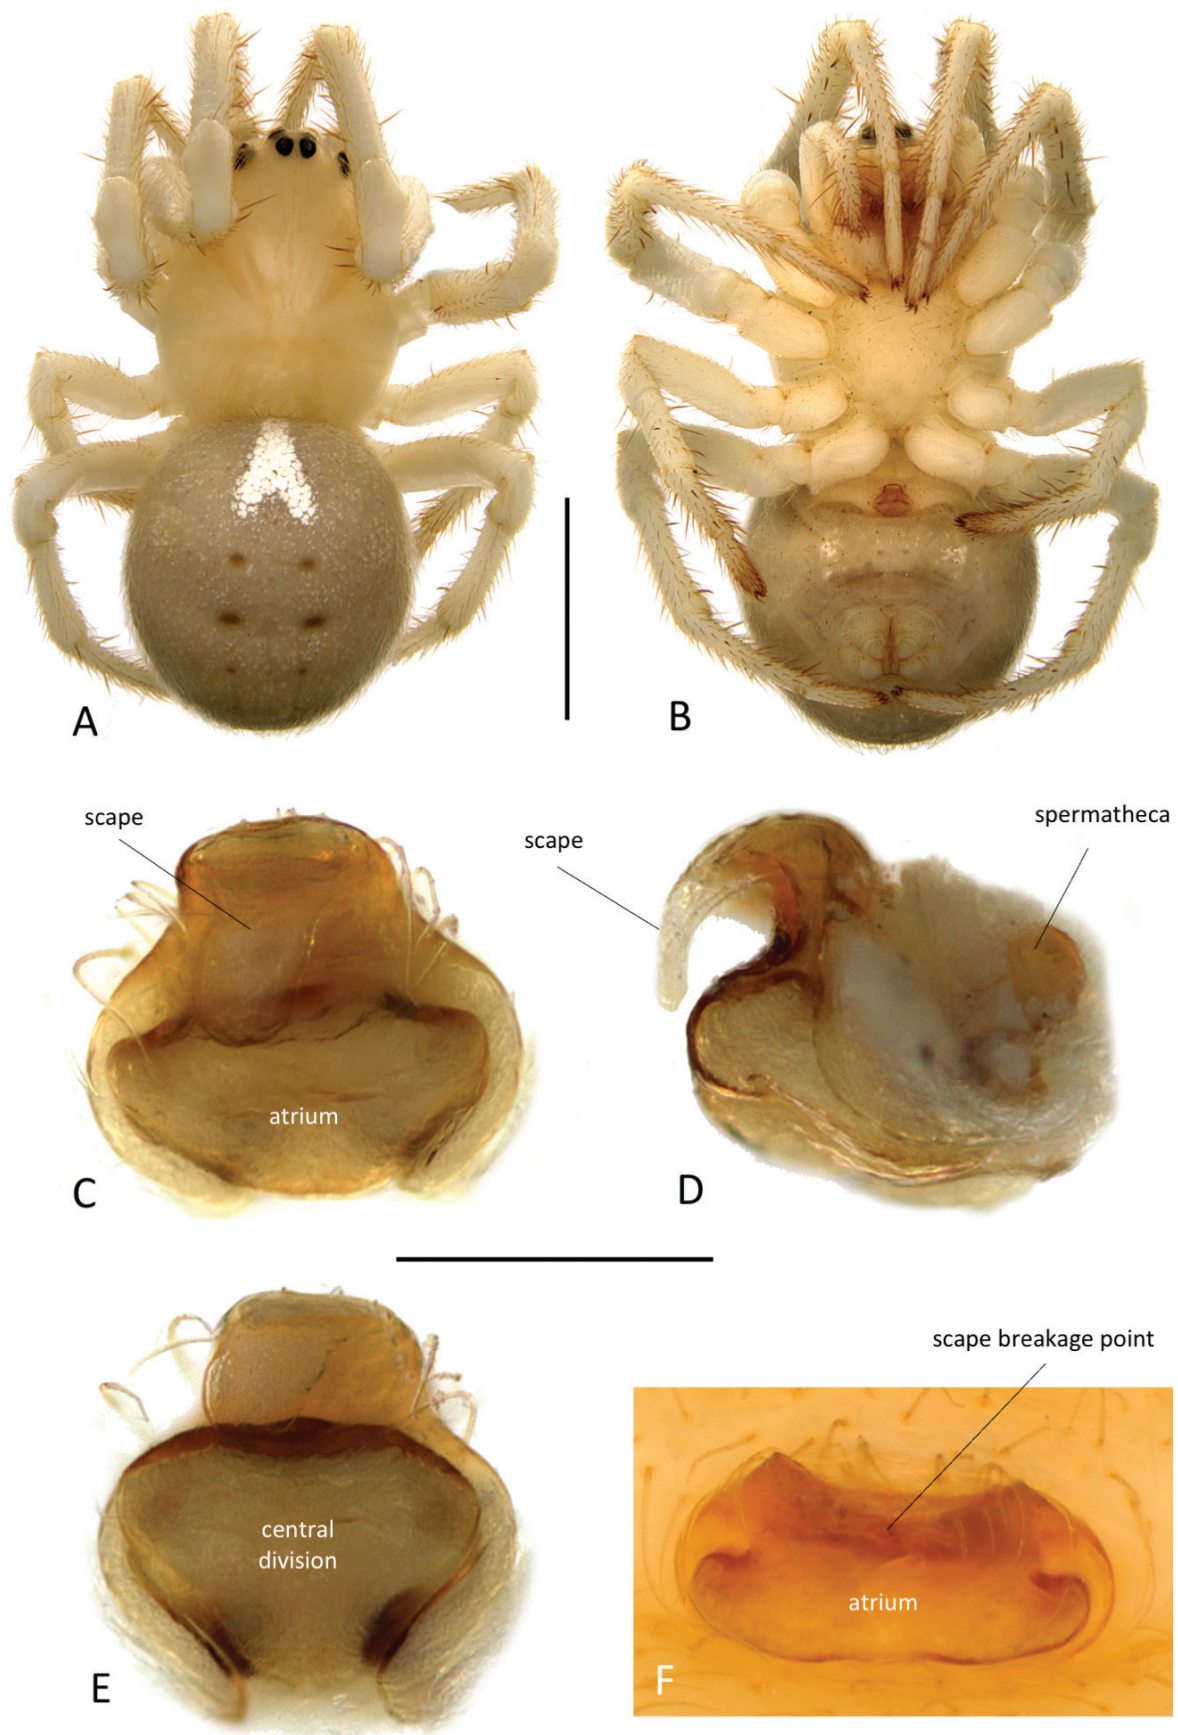 A
B
scape
scape
spermatheca
atrium
C
D
scape breakage point
central
division
atrium
E
F